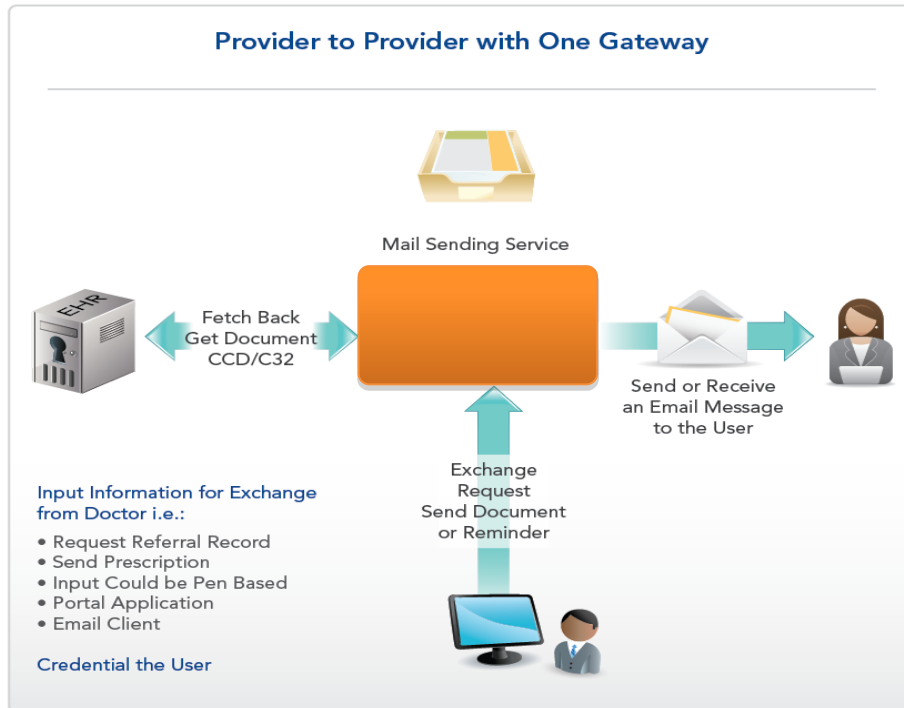 Provider to Provider with One Gateway
Mail Sending Service
EHR
Fetch Back
Get Document
CCD/C32
Send or Receive
an Email Message
to the User
Exchange
Request
Send Document
or Reminder
Input Information for Exchange
from Doctor i.e.:
• Request Referral Record
• Send Prescription
• Input Could be Pen Based
• Portal Application
• Email Client
Credential the User